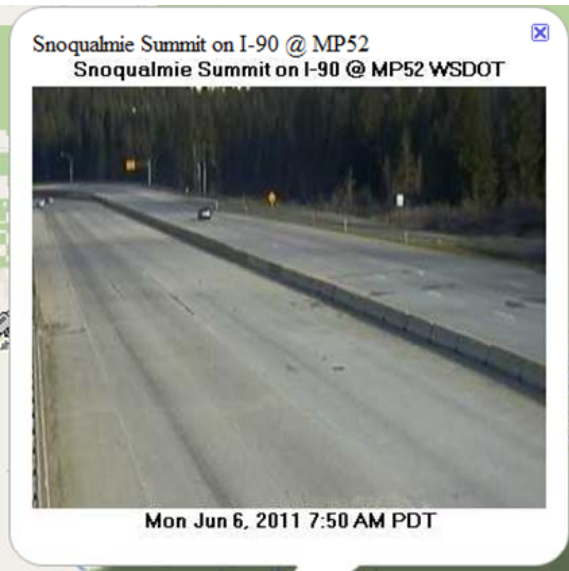 Snoqualmie Summit on I-90 @ MP52
Snoqualmie Summit on I-90 @ MP52 WSDOT
Mon Jun 6, 2011 7:50 AM PDT